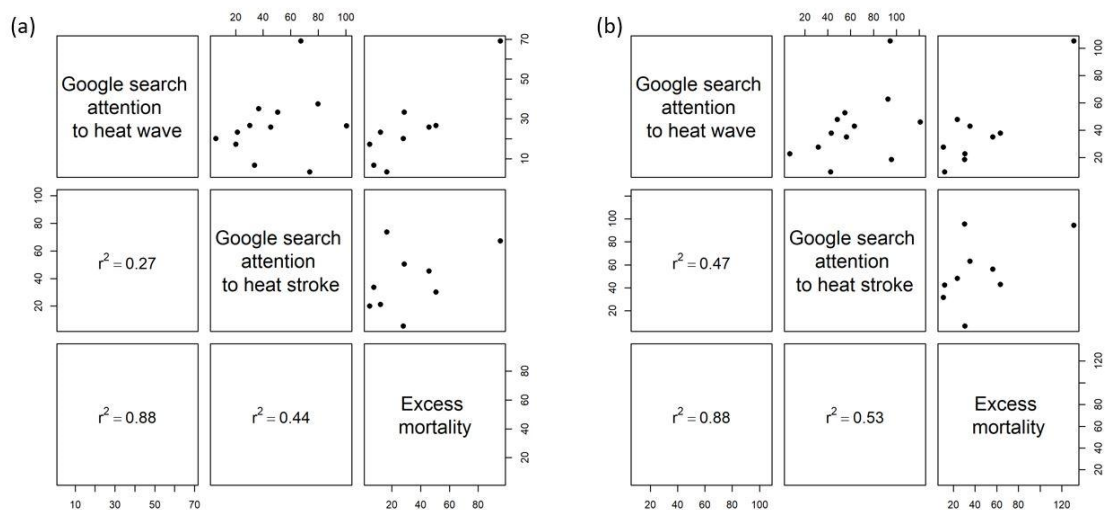 (a)
20 40 60 80 100
Google search
attention
to heat wave
10 30 50 70
20 40 60 80 100
r² = 0.27
Google search
attention
to heat stroke
r² = 0.88
r² = 0.44
Excess
mortality
20 40 60 80
10 30 50 70
20 40 60 80
(b)
20 40 60 80 100
Google search
attention
to heat wave
20 40 60 80 100
20 40 60 80 100
r² = 0.47
Google search
attention
to heat stroke
r² = 0.88
r² = 0.53
Excess
mortality
20 40 60 80 120
20 40 60 80 100
20 40 60 80 120